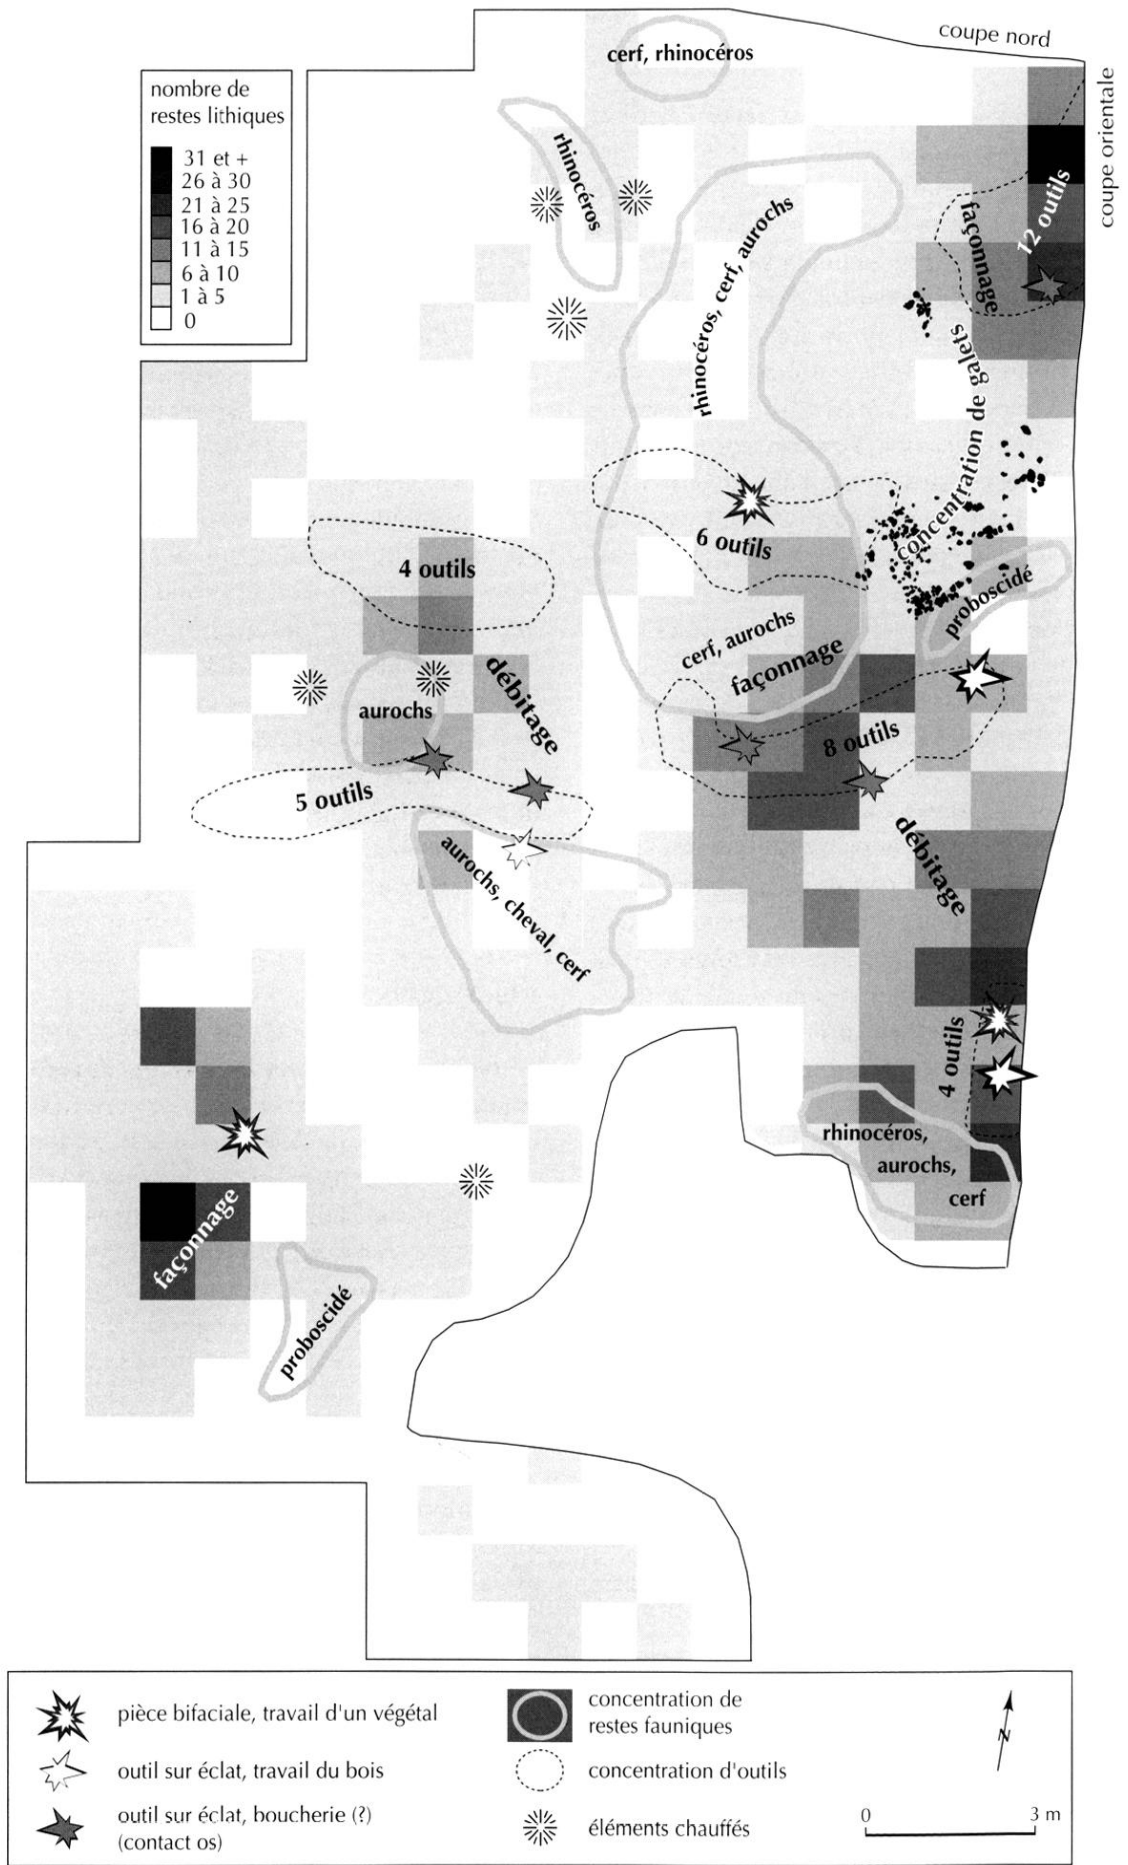 coupe nord
coupe orientale
nombre de
restes lithiques
31 et +
26 à 30
21 à 25
16 à 20
11 à 15
6 à 10
1 à 5
0
cerf, rhinocéros
rhinocéros
rhinocéros, cerf, aurochs
façonnage
12 outils
concentration de galets
6 outils
4 outils
proboscidé
cerf, aurochs
façonnage
débitage
aurochs
8 outils
5 outils
débitage
aurochs, cheval, cerf
4 outils
rhinocéros,
aurochs,
cerf
façonnage
proboscidé
pièce bifaciale, travail d'un végétal
outil sur éclat, travail du bois
outil sur éclat, boucherie (?)
(contact os)
concentration de
restes fauniques
concentration d'outils
éléments chauffés
N
0 3 m